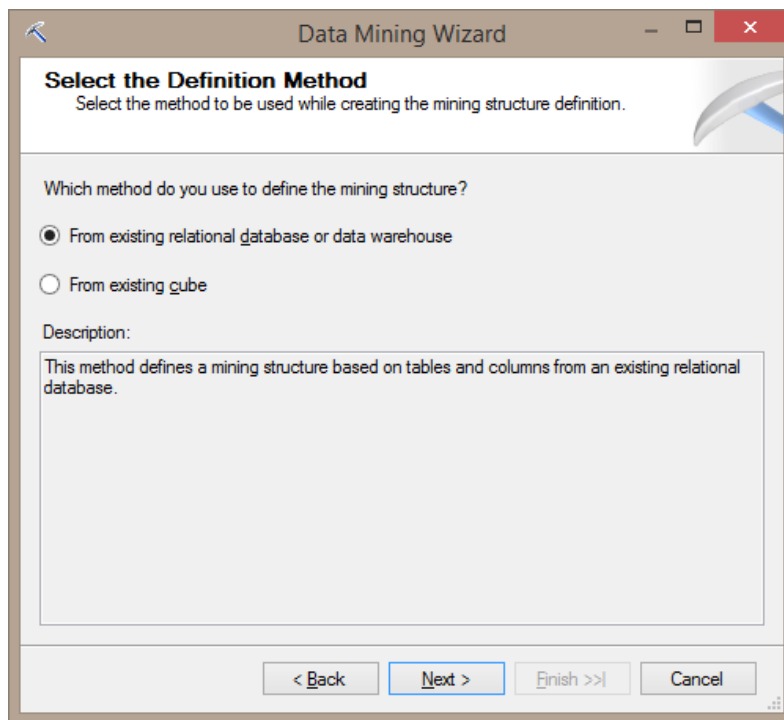 Data Mining Wizard
Select the Definition Method
Select the method to be used while creating the mining structure definition.
Which method do you use to define the mining structure?
From existing relational database or data warehouse
From existing cube
Description:
This method defines a mining structure based on tables and columns from an existing relational
database.
< Back Next > Finish >>| Cancel